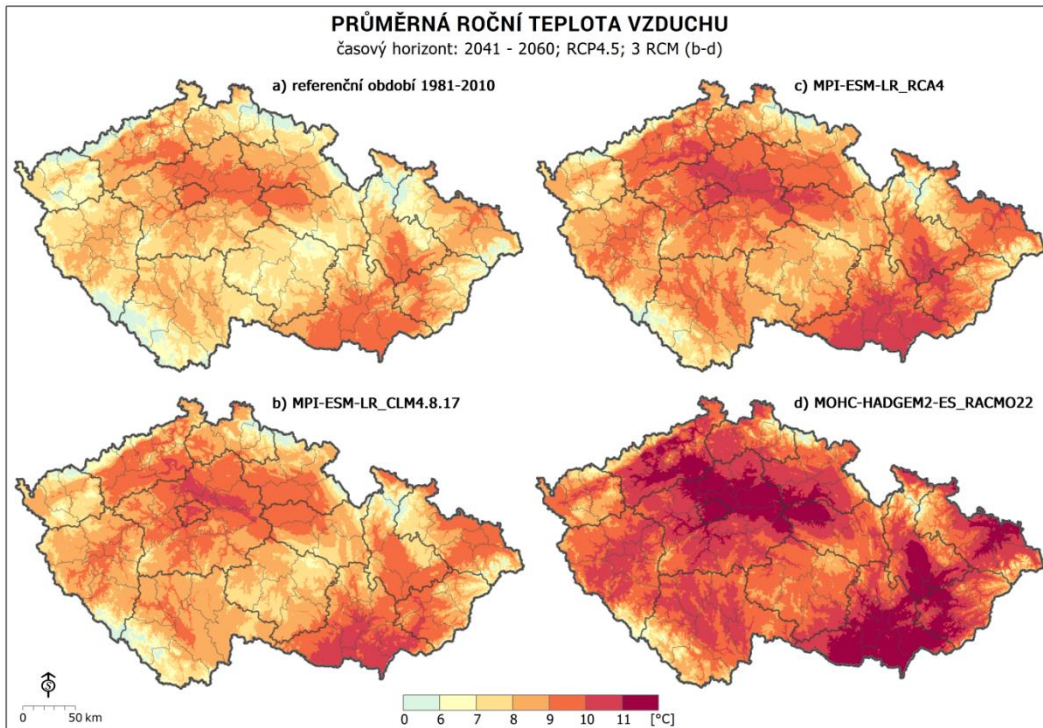 PRŮMĚRNÁ ROČNÍ TEPLOTA VZDUCHU
časový horizont: 2041 - 2060; RCP4.5; 3 RCM (b-d)
a) referenční období 1981-2010
c) MPI-ESM-LR_RCA4
b) MPI-ESM-LR_CLM4.8.17
d) MOHC-HADGEM2-ES_RACMO22
S
0 50 km
0 6 7 8 9 10 11 [°C]